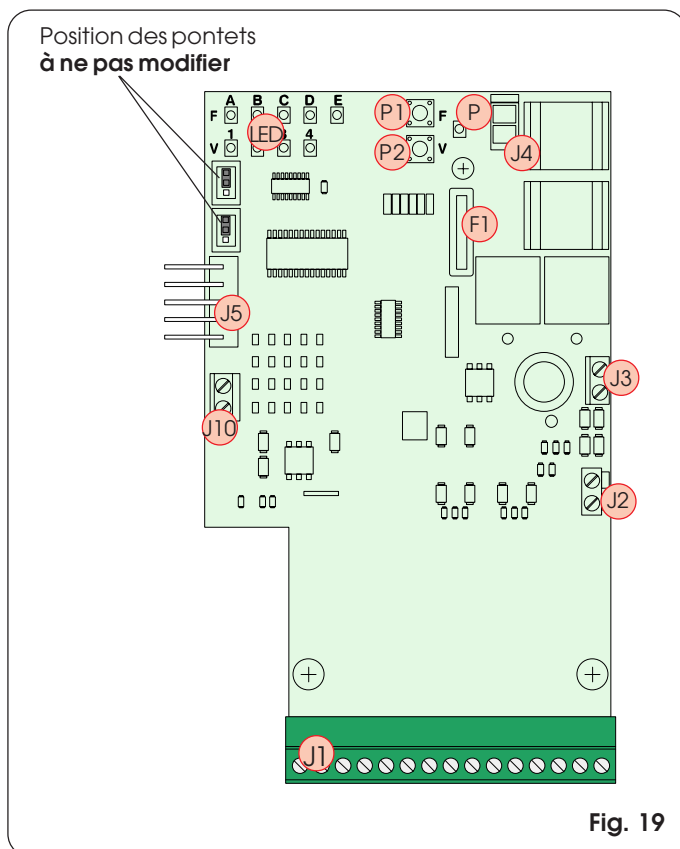 Position des pontets
à ne pas modifier
A B C D E
F
LED
1 3 4
V
P1 F P
P2 V J4
F1
J5
J3
J10
J2
J1
Fig. 19